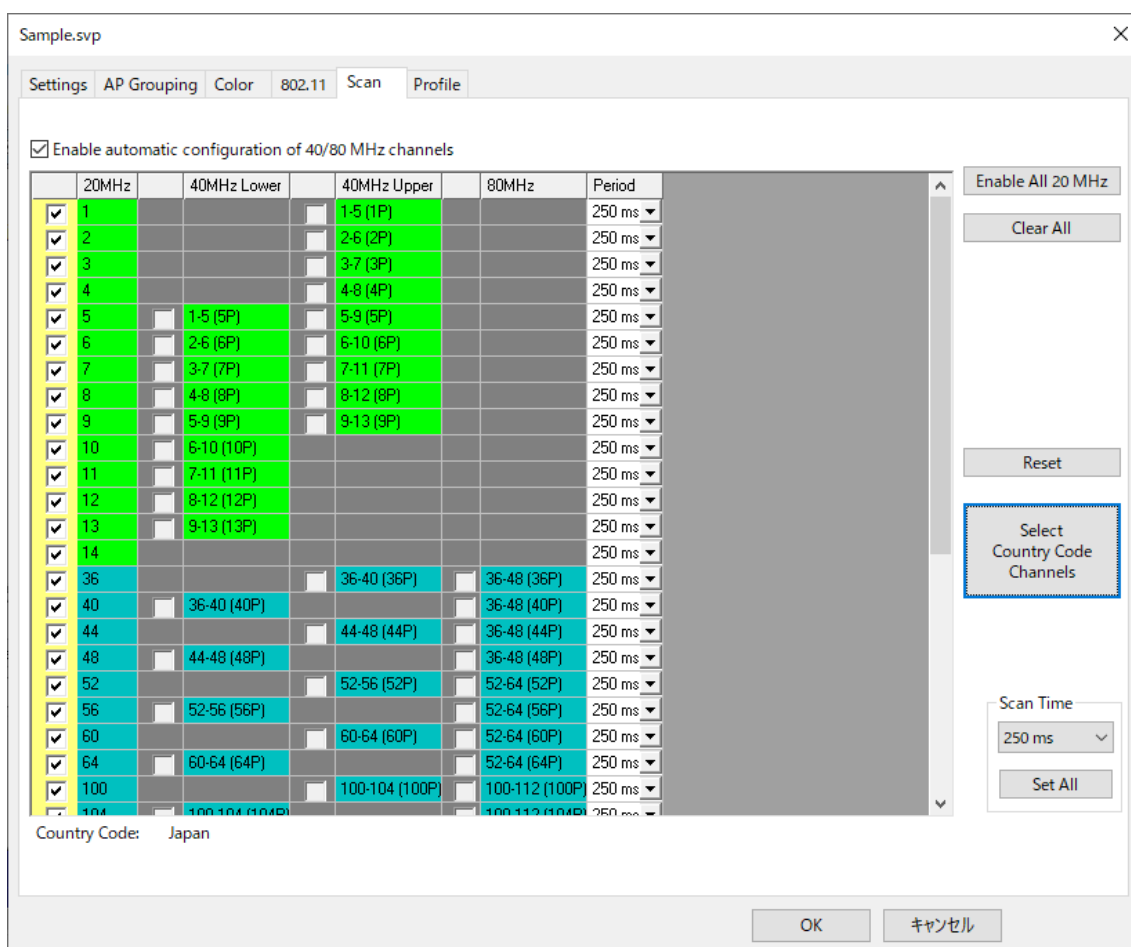 Sample.svp
Settings AP Grouping Color 802.11 Scan Profile
Enable automatic configuration of 40/80 MHz channels
20MHz 40MHz Lower 40MHz Upper 80MHz Period
1 1-5 (1P) 250 ms
2 2-6 (2P) 250 ms
3 3-7 (3P) 250 ms
4 4-8 (4P) 250 ms
5 1-5 (5P) 5-9 (5P) 250 ms
6 2-6 (6P) 6-10 (6P) 250 ms
7 3-7 (7P) 7-11 (7P) 250 ms
8 4-8 (8P) 8-12 (8P) 250 ms
9 5-9 (9P) 9-13 (9P) 250 ms
10 6-10 (10P) 250 ms
11 7-11 (11P) 250 ms
12 8-12 (12P) 250 ms
13 9-13 (13P) 250 ms
14 250 ms
36 36-40 (36P) 36-48 (36P) 250 ms
40 36-40 (40P) 36-48 (40P) 250 ms
44 44-48 (44P) 36-48 (44P) 250 ms
48 44-48 (48P) 36-48 (48P) 250 ms
52 52-56 (52P) 52-64 (52P) 250 ms
56 52-56 (56P) 52-64 (56P) 250 ms
60 60-64 (60P) 52-64 (60P) 250 ms
64 60-64 (64P) 52-64 (64P) 250 ms
100 100-104 (100P) 100-112 (100P) 250 ms
104 100-104 (104P) 100-112 (104P) 250 ms
Enable All 20 MHz
Clear All
Reset
Select
Country Code
Channels
Scan Time
250 ms
Set All
Country Code: Japan
OK キャンセル